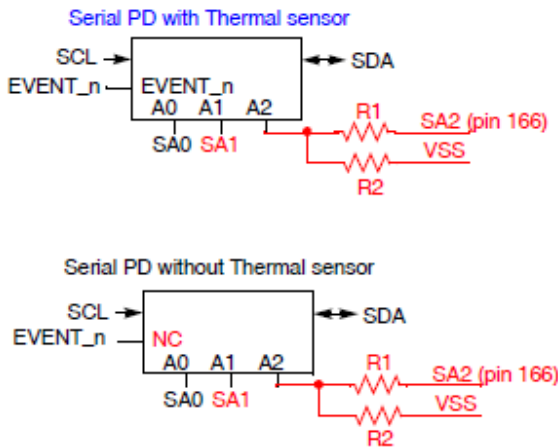 Serial PD with Thermal sensor
SCL
SDA
EVENT_n
EVENT_n
A0 A1 A2
R1
SA2 (pin 166)
SA0 SA1
VSS
R2
Serial PD without Thermal sensor
SCL
SDA
EVENT_n
NC
A0 A1 A2
R1
SA2 (pin 166)
SA0 SA1
VSS
R2